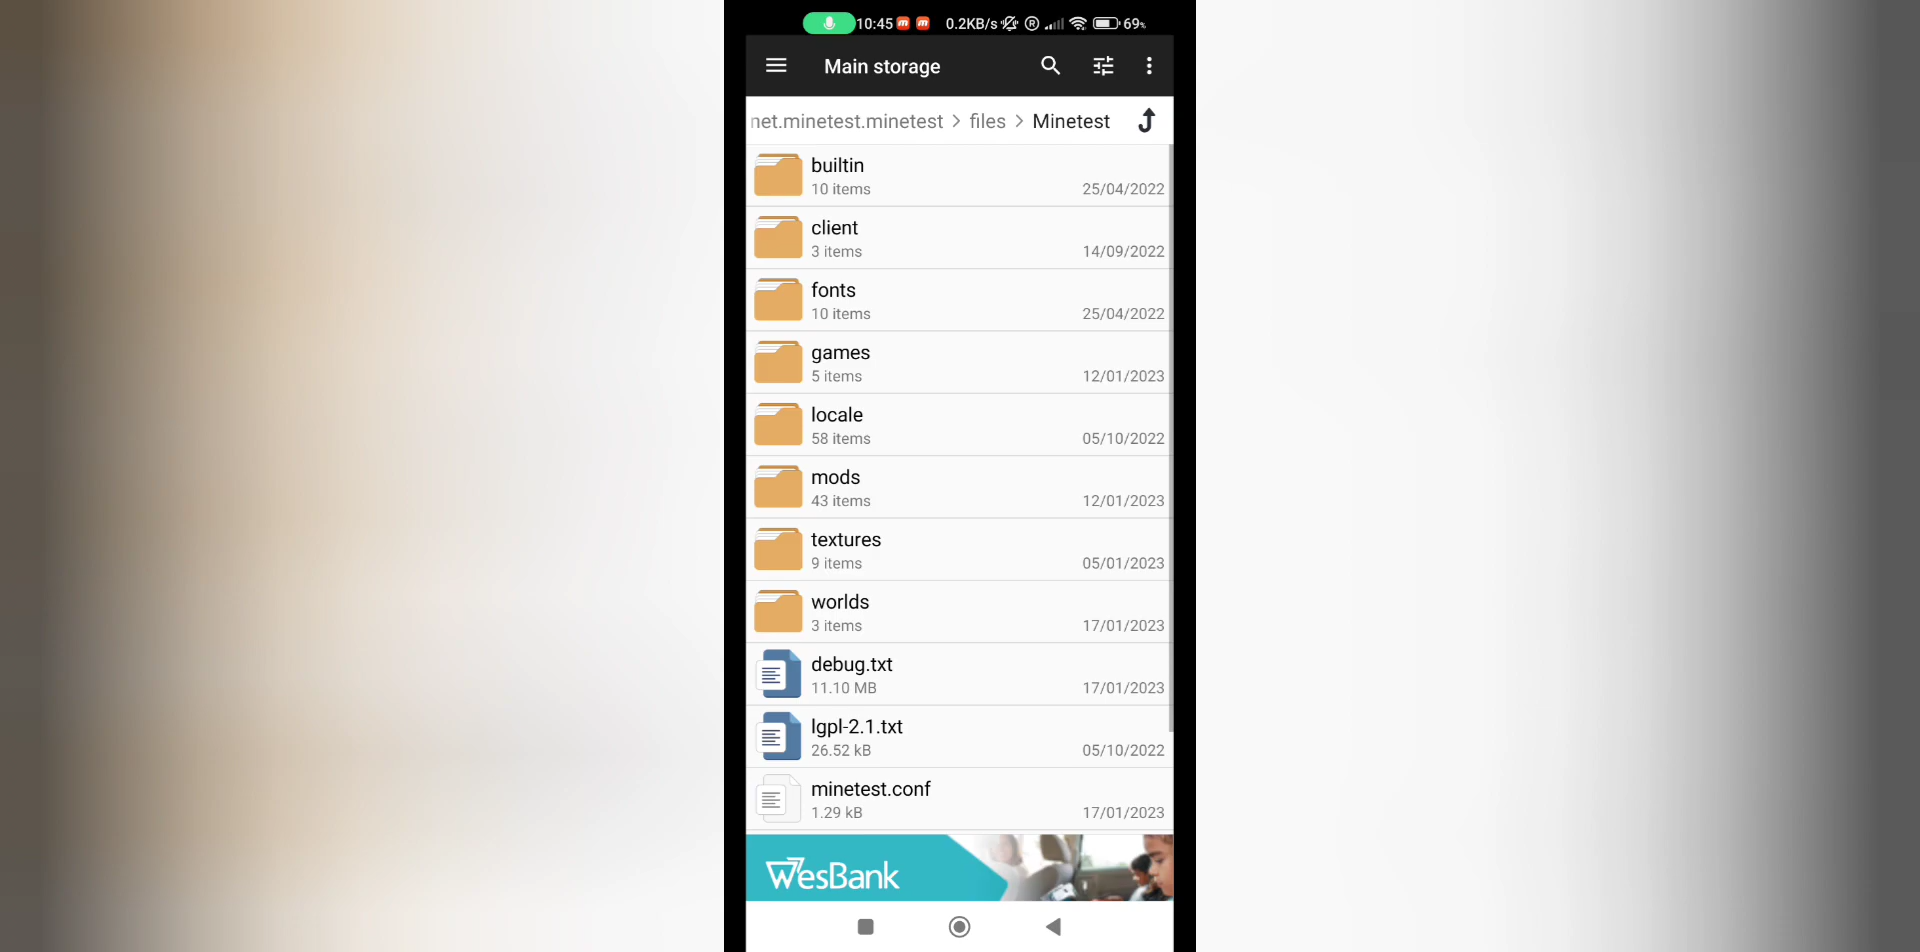 10:45 0.2KB/s 69%
Main storage
net.minetest.minetest > files > Minetest
builtin
10 items 25/04/2022
client
3 items 14/09/2022
fonts
10 items 25/04/2022
games
5 items 12/01/2023
locale
58 items 05/10/2022
mods
43 items 12/01/2023
textures
9 items 05/01/2023
worlds
3 items 17/01/2023
debug.txt
11.10 MB 17/01/2023
lgpl-2.1.txt
26.52 kB 05/10/2022
minetest.conf
1.29 kB 17/01/2023
WesBank